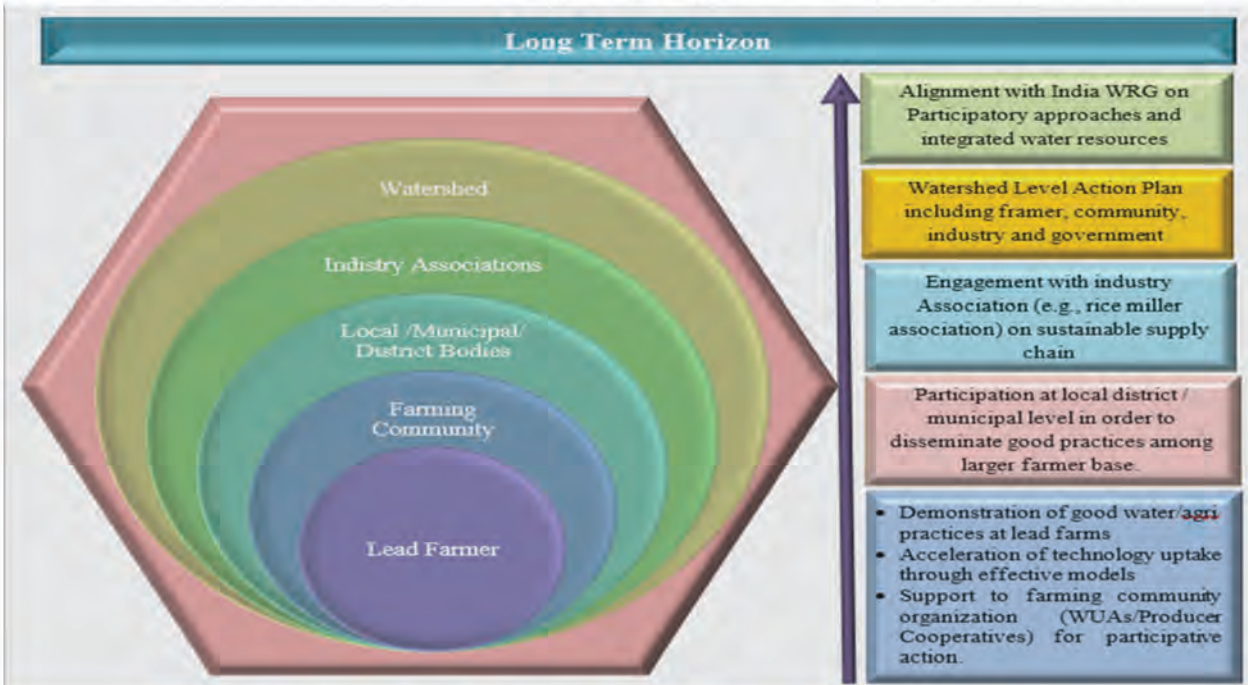 Long Term Horizon
Watershed
Indistry Associations
Local /Municipal/
District Bodies
Farming
Community
Lead Farmer
Alignment with India WRG on
Participatory approaches and
integrated water resources
Watershed Level Action Plan
including framer, community,
industry and government
Engagement with industry
Association (e.g., rice miller
association) on sustainable supply
chain
Participation at local district /
municipal level in order to
disseminate good practices among
larger farmer base.
• Demonstration of good water/agri
practices at lead farms
• Acceleration of technology uptake
through effective models
• Support to farming community
organization (WUAs/Producer
Cooperatives) for participative
action.